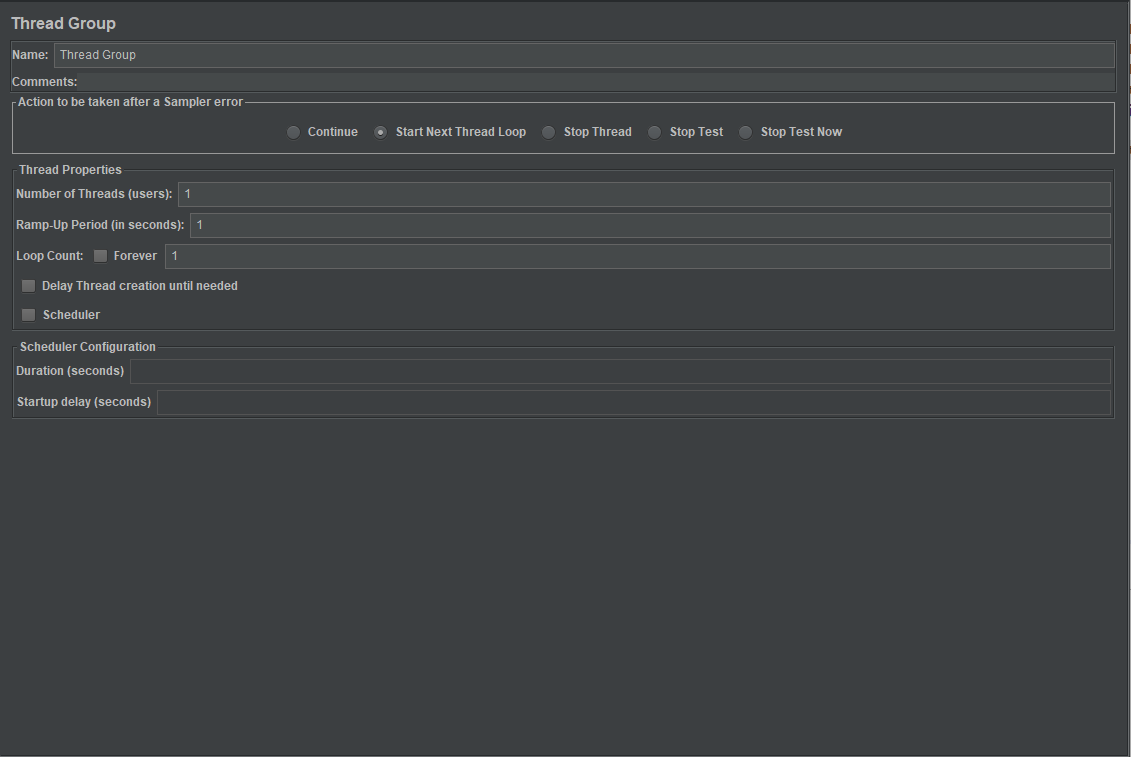 Thread Group
Name: Thread Group
Comments:
Action to be taken after a Sampler error
Continue Start Next Thread Loop Stop Thread Stop Test Stop Test Now
Thread Properties
Number of Threads (users): 1
Ramp-Up Period (in seconds): 1
Loop Count: Forever 1
Delay Thread creation until needed
Scheduler
Scheduler Configuration
Duration (seconds)
Startup delay (seconds)